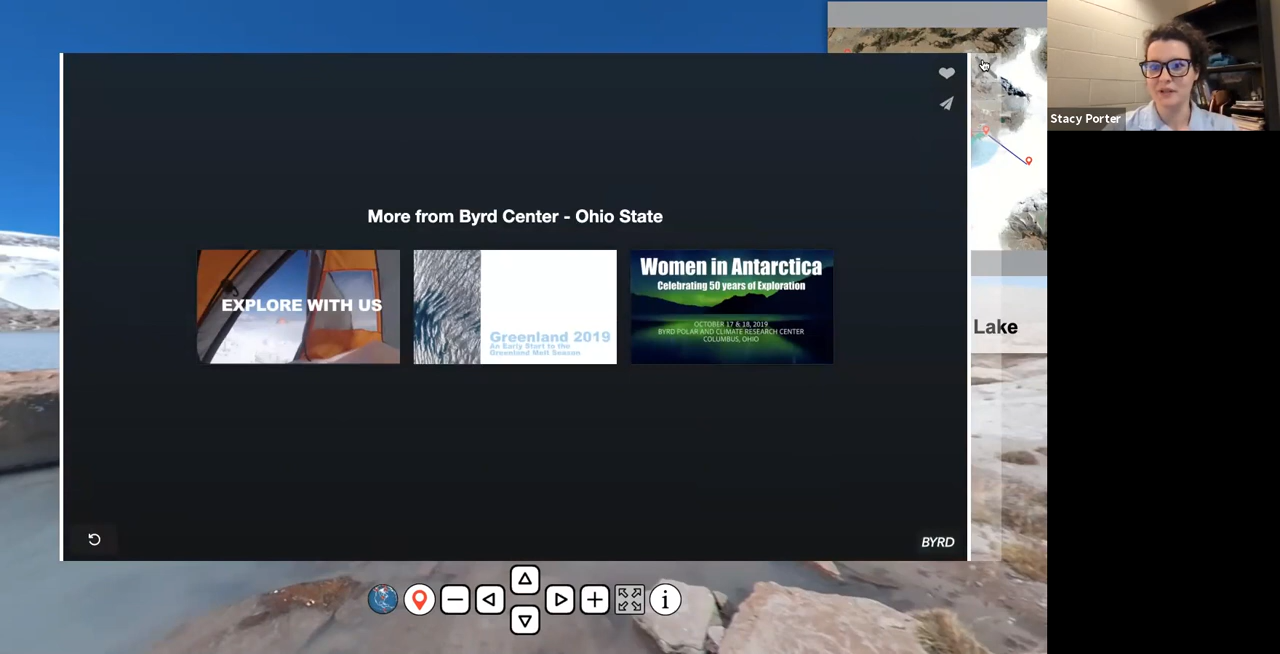 Stacy Porter
More from Byrd Center - Ohio State
EXPLORE WITH US
Greenland 2019
An Early Start to the
Greenland Melt Season
Women in Antarctica
Celebrating 50 years of Exploration
OCTOBER 17 & 18, 2019
BYRD POLAR AND CLIMATE RESEARCH CENTER
COLUMBUS, OHIO
Lake
BYRD
i